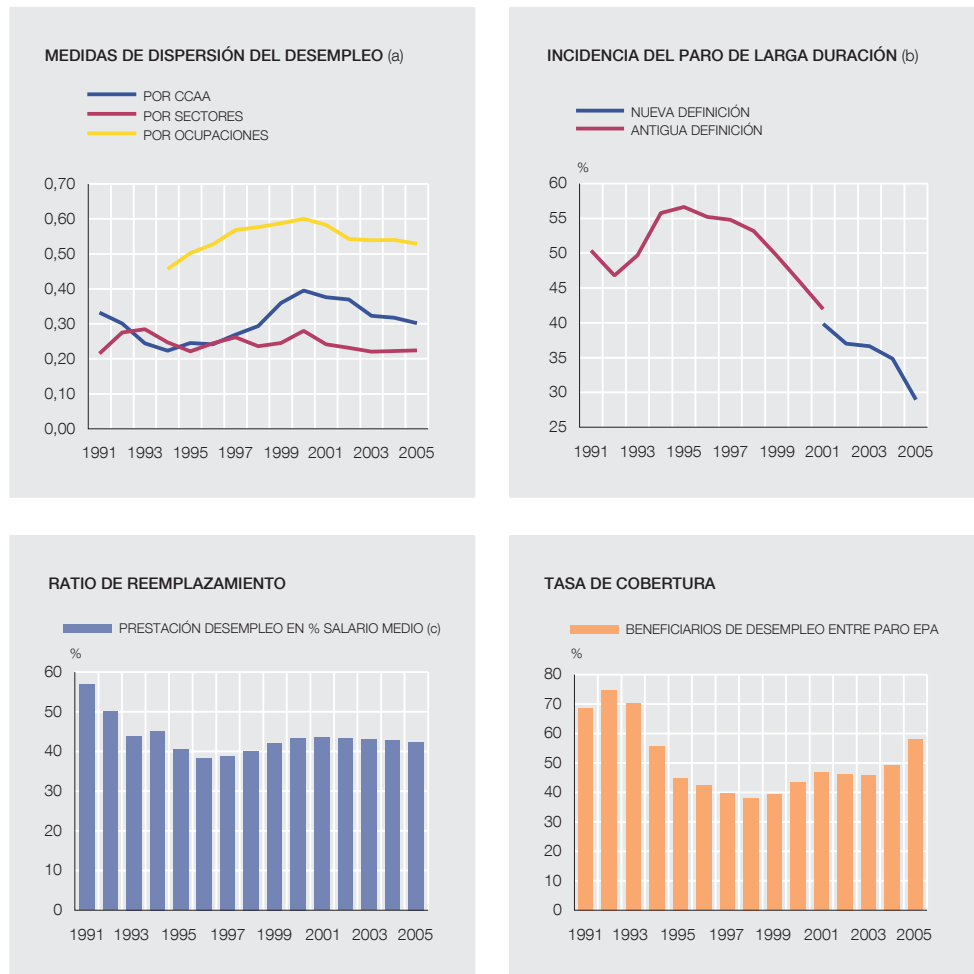 MEDIDAS DE DISPERSIÓN DEL DESEMPLEO (a)
POR CCAA
POR SECTORES
POR OCUPACIONES
0,70
0,60
0,50
0,40
0,30
0,20
0,10
0,00
1991 1993 1995 1997 1999 2001 2003 2005
INCIDENCIA DEL PARO DE LARGA DURACIÓN (b)
NUEVA DEFINICIÓN
ANTIGUA DEFINICIÓN
%
60
55
50
45
40
35
30
25
1991 1993 1995 1997 1999 2001 2003 2005
RATIO DE REEMPLAZAMIENTO
PRESTACIÓN DESEMPLEO EN % SALARIO MEDIO (c)
%
60
50
40
30
20
10
0
1991 1993 1995 1997 1999 2001 2003 2005
TASA DE COBERTURA
BENEFICIARIOS DE DESEMPLEO ENTRE PARO EPA
%
80
70
60
50
40
30
20
10
0
1991 1993 1995 1997 1999 2001 2003 2005